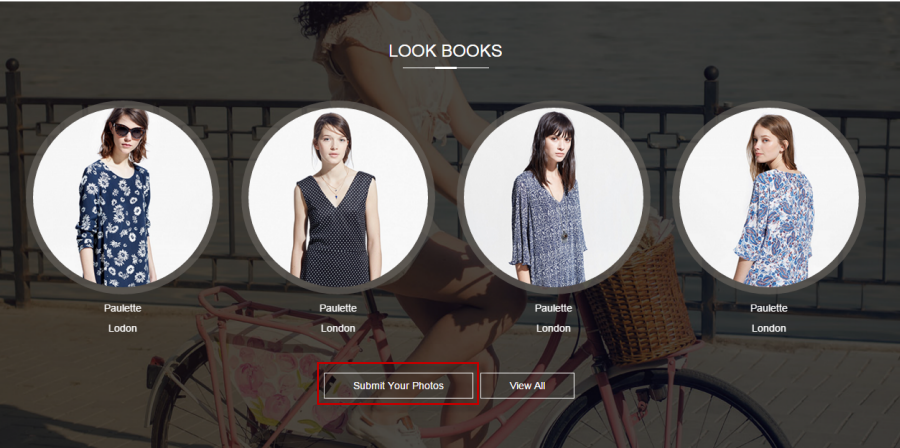 LOOK BOOKS
Paulette
Lodon
Paulette
London
Paulette
London
Paulette
London
Submit Your Photos
View All